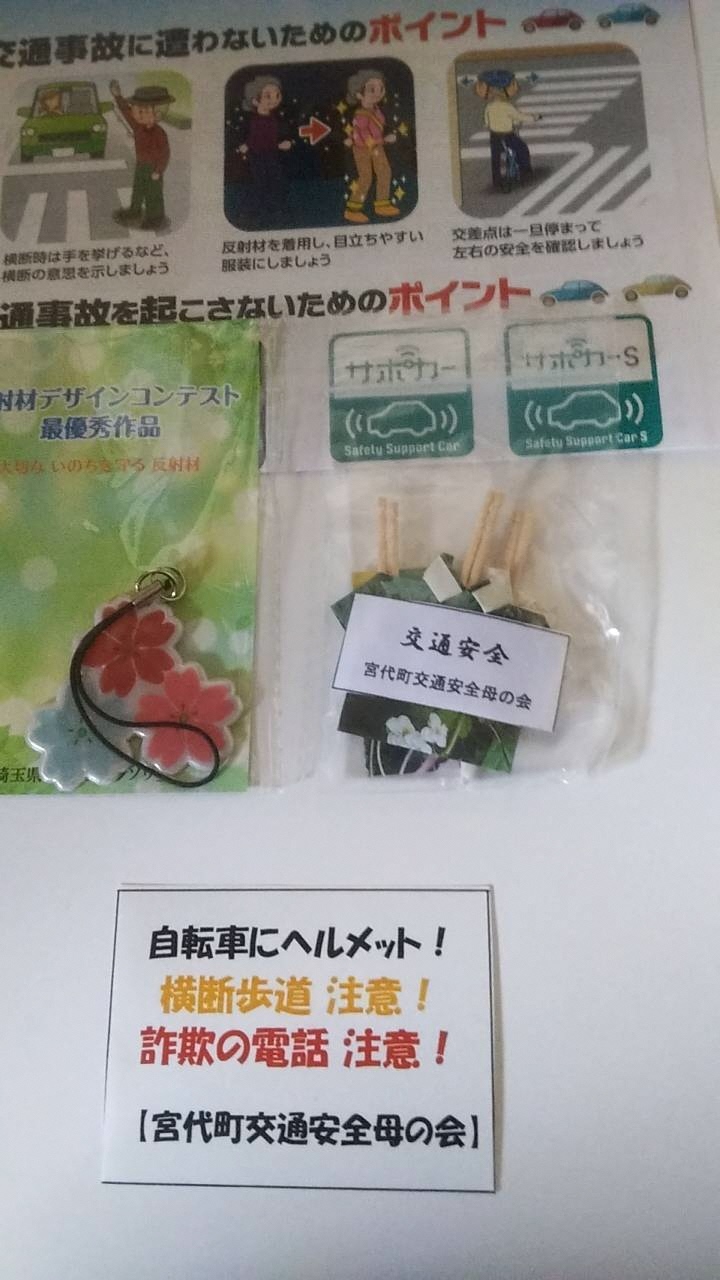 交通事故に遭わないためのポイント
横断時は手を挙げるなど、
横断の意思を示しましょう
反射材を着用し、目立ちやすい
服装にしましょう
交差点は一旦停まって
左右の安全を確認しましょう
通事故を起こさないためのポイント
サポカー
Safety Support Car
サポカーS
Safety Support Car S
射材デザインコンテスト
最優秀作品
大切な いのちを守る 反射材
埼玉県
交通安全
宮代町交通安全母の会
自転車にヘルメット!
横断歩道 注意!
詐欺の電話 注意!
【宮代町交通安全母の会】